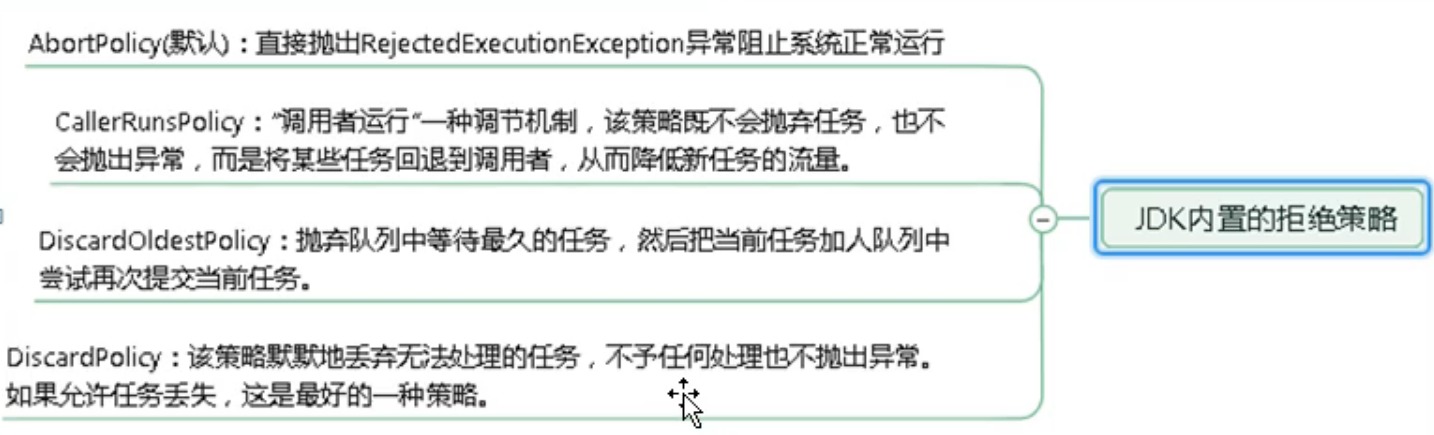 AbortPolicy(默认)：直接抛出RejectedExecutionException异常阻止系统正常运行
CallerRunsPolicy："调用者运行"一种调节机制，该策略既不会抛弃任务，也不
会抛出异常，而是将某些任务回退到调用者，从而降低新任务的流量。
DiscardOldestPolicy：抛弃队列中等待最久的任务，然后把当前任务加人队列中
尝试再次提交当前任务。
DiscardPolicy：该策略默默地丢弃无法处理的任务，不予任何处理也不抛出异常。
如果允许任务丢失，这是最好的一种策略。
JDK内置的拒绝策略